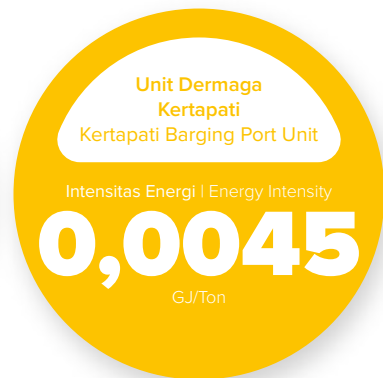 Unit Dermaga
Kertapati
Kertapati Barging Port Unit
Intensitas Energi | Energy Intensity
0,0045
GJ/Ton